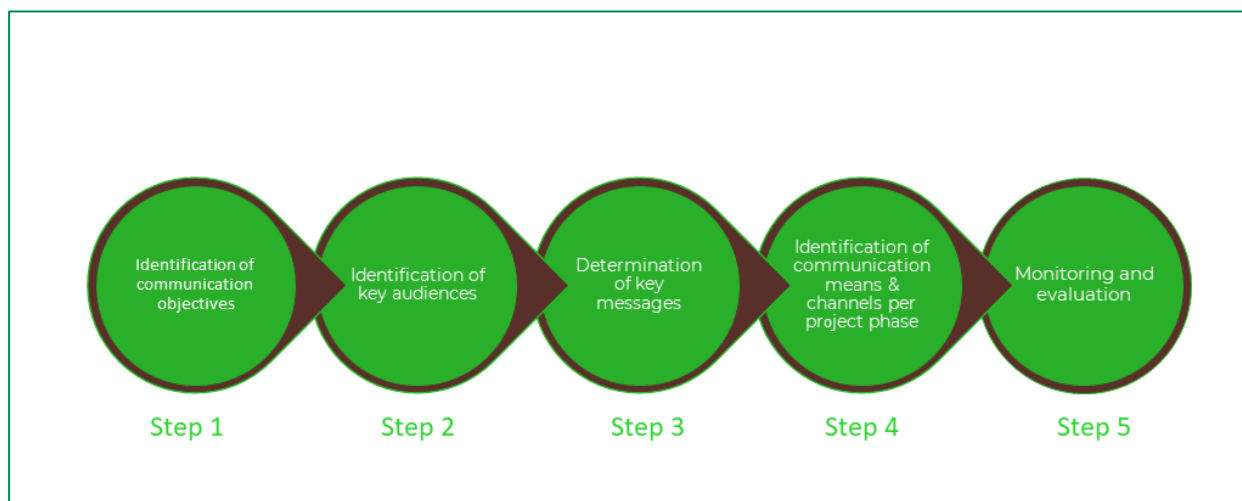 Identification of
communication
objectives
Identification of
key audiences
Determination
of key
messages
Identification of
communication
means &
channels per
project phase
Monitoring and
evaluation
Step 1
Step 2
Step 3
Step 4
Step 5